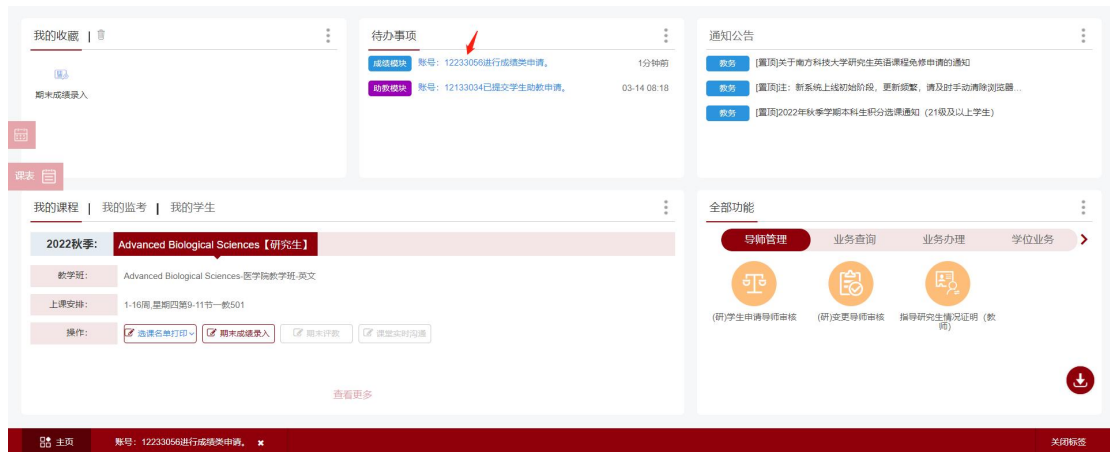 我的收藏 |
期末成绩录入
课表
待办事项
成绩模块 账号：12233056进行成绩类申请。 1分钟前
助教模块 账号：12133034已提交学生助教申请。 03-14 08:18
通知公告
教务 [置顶]关于南方科技大学研究生英语课程免修申请的通知
教务 [置顶]注：新系统上线初始阶段，更新频繁，请及时手动清除浏览器...
教务 [置顶]2022年秋季学期本科生积分选课通知（21级及以上学生）
我的课程 | 我的监考 | 我的学生
2022秋季: Advanced Biological Sciences【研究生】
教学班: Advanced Biological Sciences-医学院教学班-英文
上课安排: 1-16周,星期四第9-11节一教501
操作: 选课名单打印 期末成绩录入 期末评教 课堂实时沟通
查看更多
全部功能
导师管理 业务查询 业务办理 学位业务
(研)学生申请导师审核 (研)变更导师审核 指导研究生情况证明（教
师）
主页 账号：12233056进行成绩类申请。 × 关闭标签